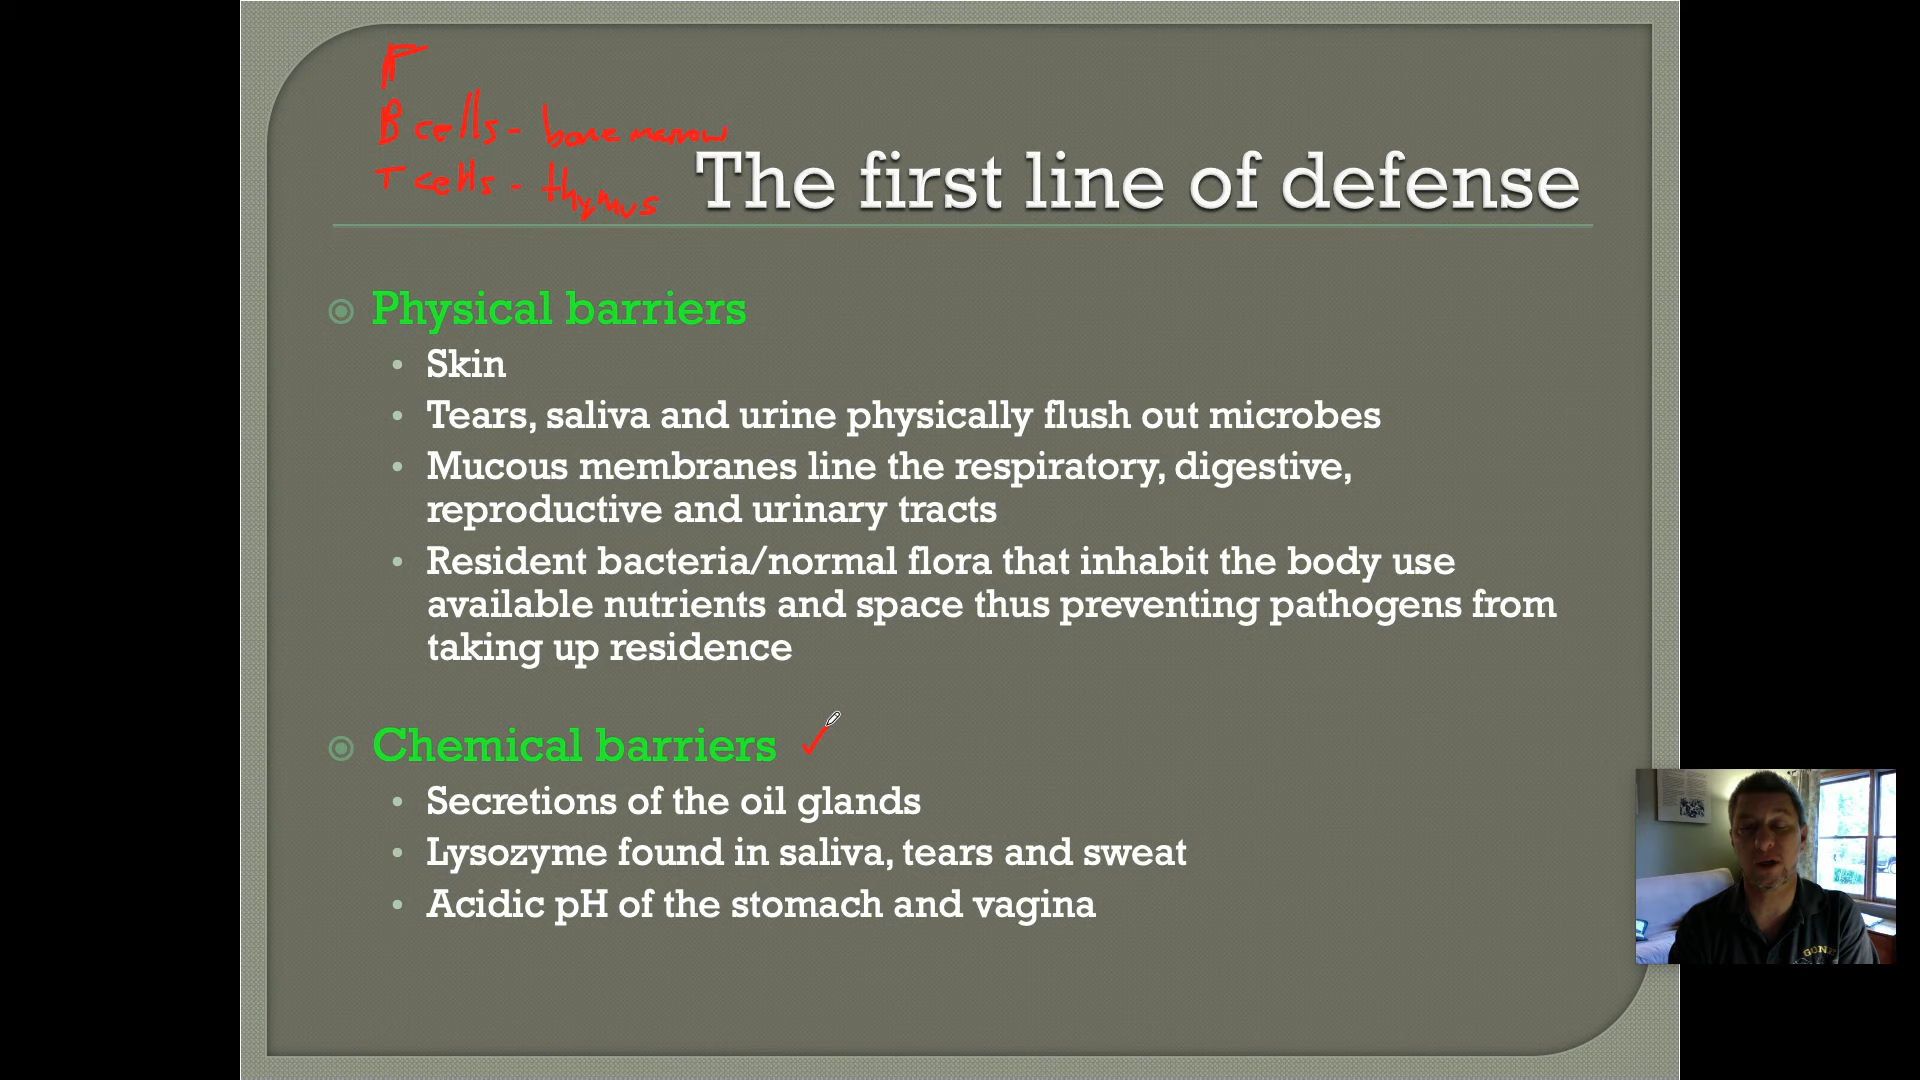 B cells - bone marrow
T cells - thymus
The first line of defense
Physical barriers
• Skin
• Tears, saliva and urine physically flush out microbes
• Mucous membranes line the respiratory, digestive,
reproductive and urinary tracts
• Resident bacteria/normal flora that inhabit the body use
available nutrients and space thus preventing pathogens from
taking up residence
Chemical barriers ✓
• Secretions of the oil glands
• Lysozyme found in saliva, tears and sweat
• Acidic pH of the stomach and vagina